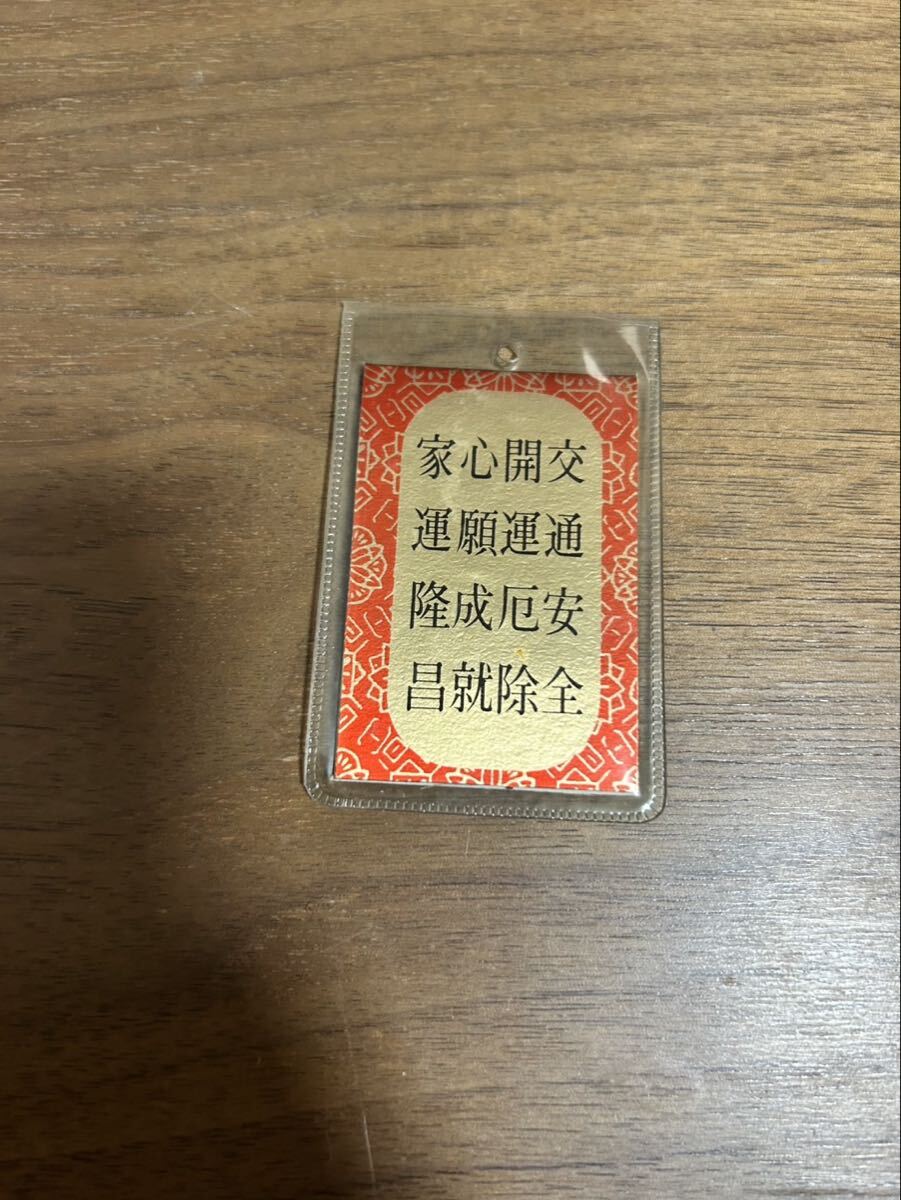 交通安全
開運厄除
心願成就
家運隆昌